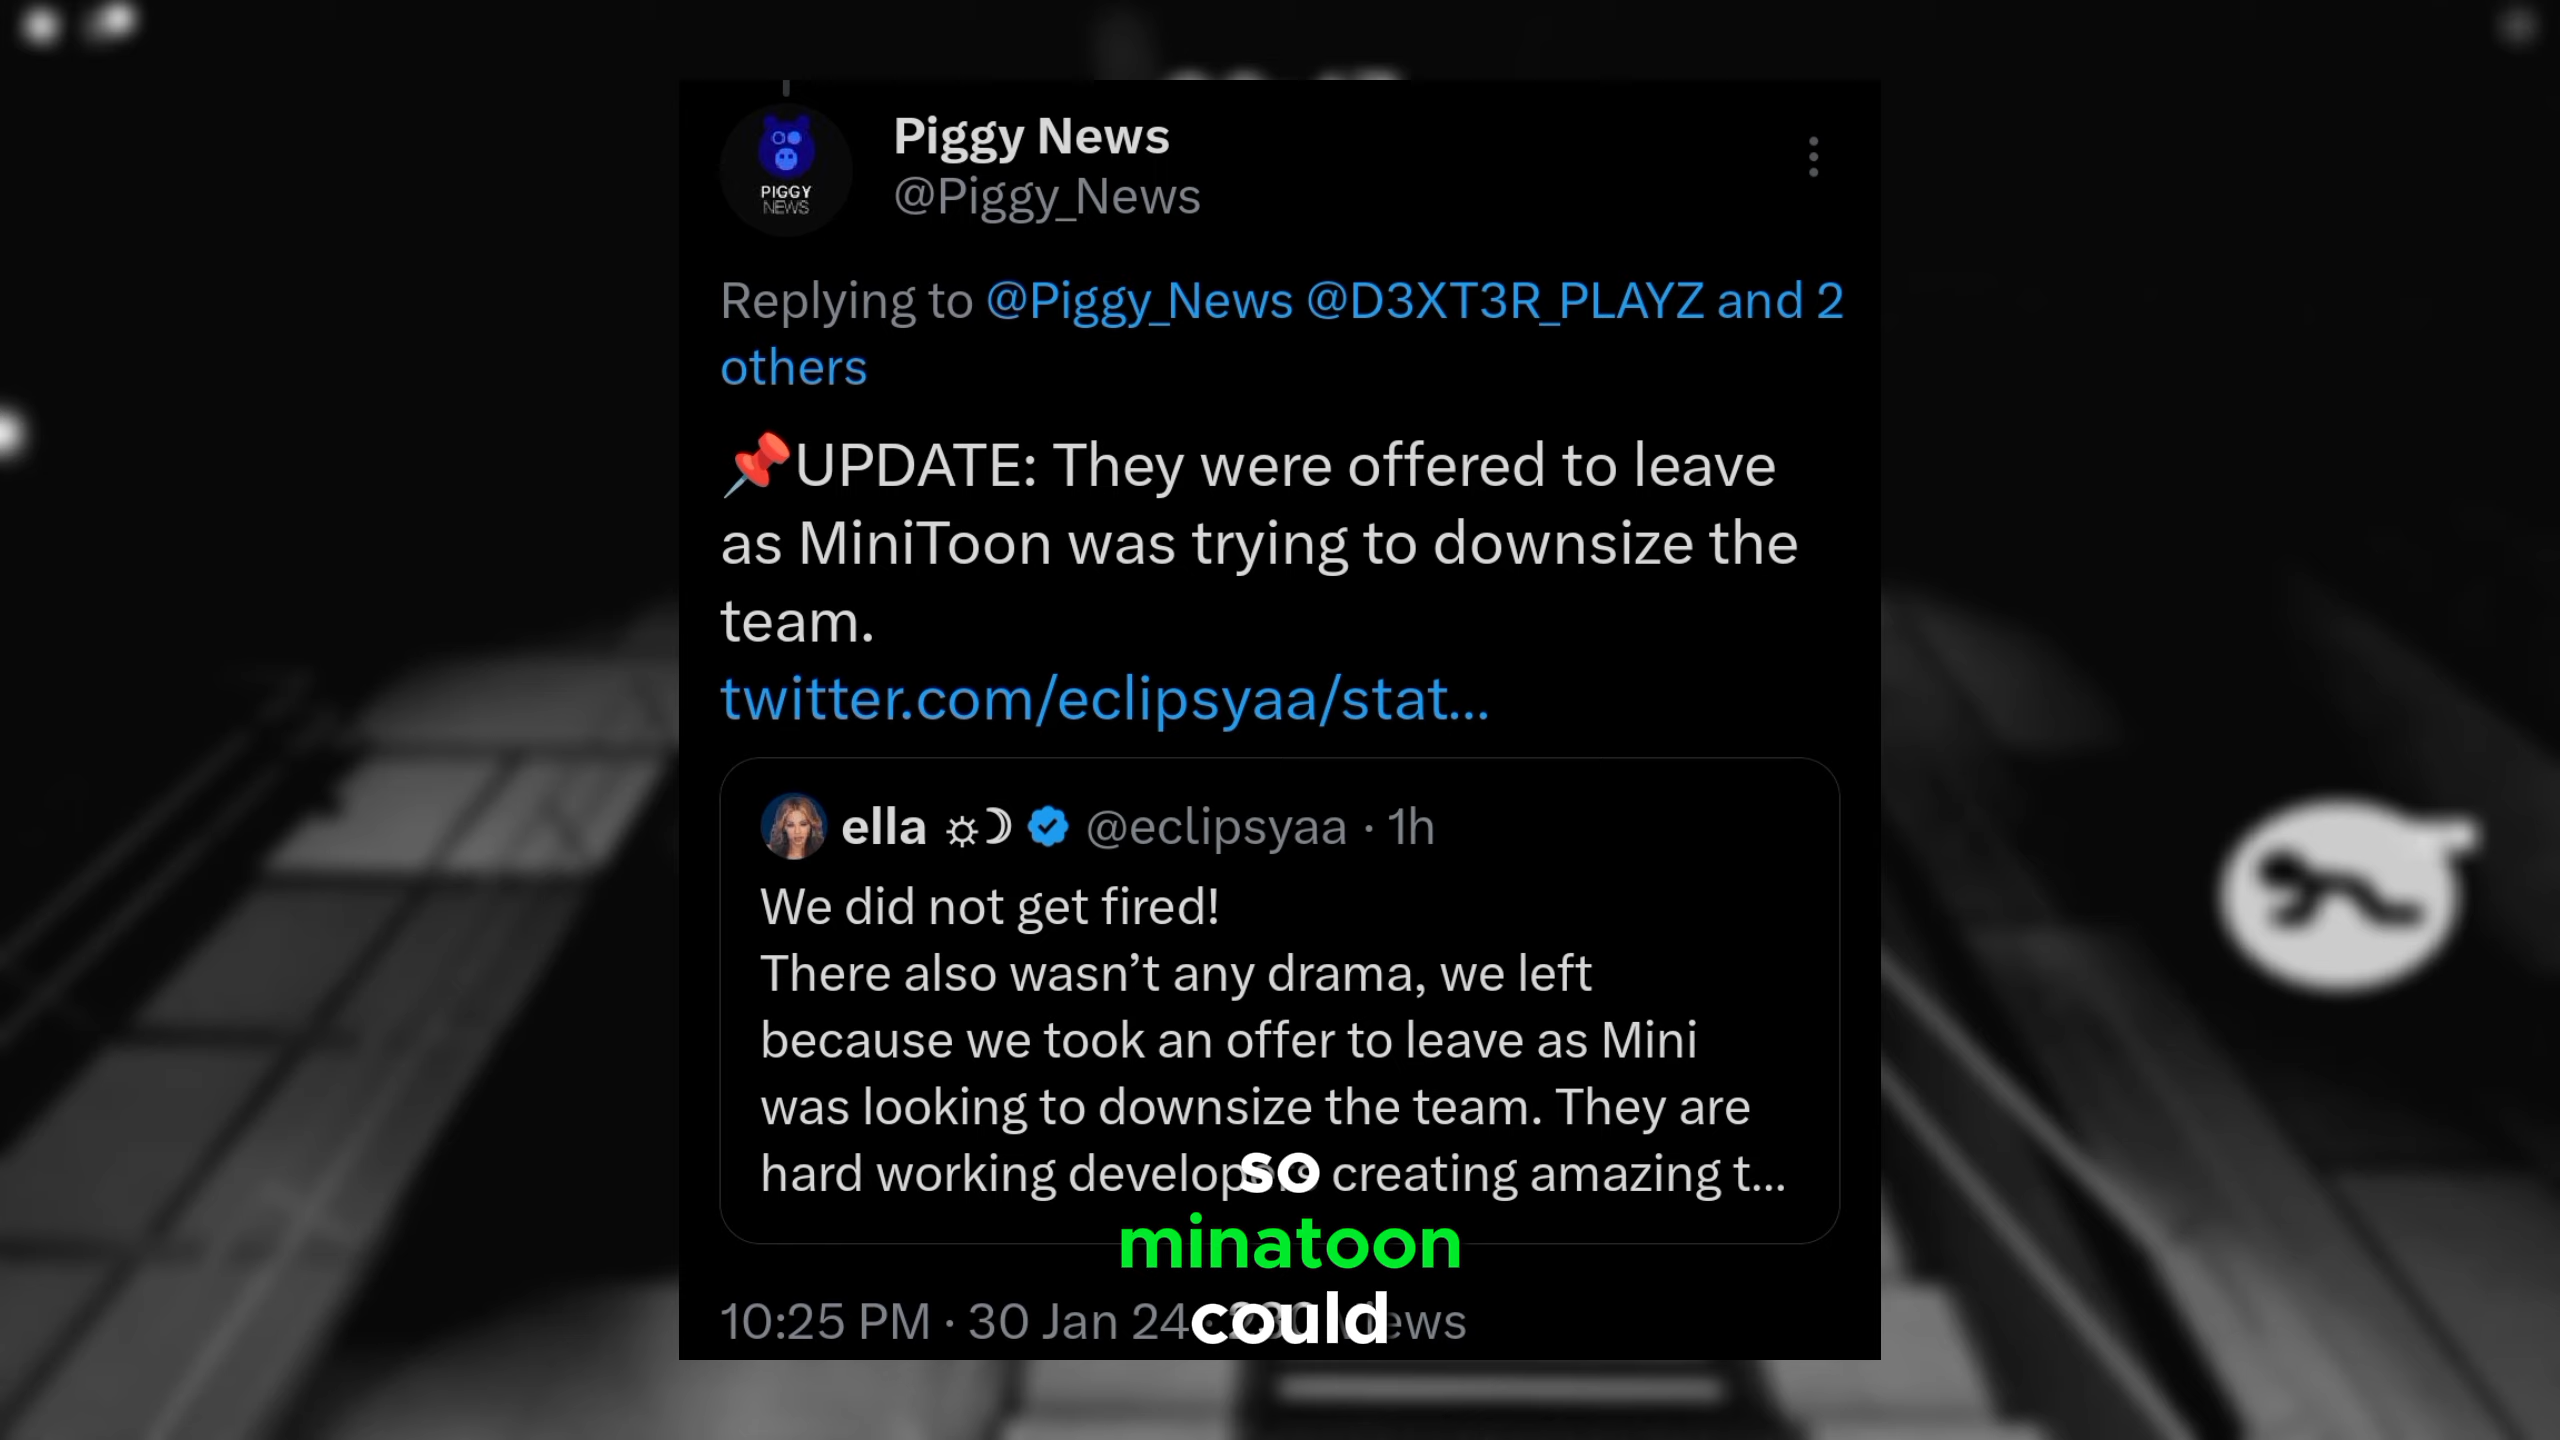 PIGGY
NEWS
Piggy News
@Piggy_News
Replying to @Piggy_News @D3XT3R_PLAYZ and 2
others
📌UPDATE: They were offered to leave
as MiniToon was trying to downsize the
team.
twitter.com/eclipsyaa/stat...
ella ☼☽ @eclipsyaa · 1h
We did not get fired!
There also wasn’t any drama, we left
because we took an offer to leave as Mini
was looking to downsize the team. They are
hard working developers creating amazing t...
so
minatoon
could
10:25 PM · 30 Jan 24 · Views